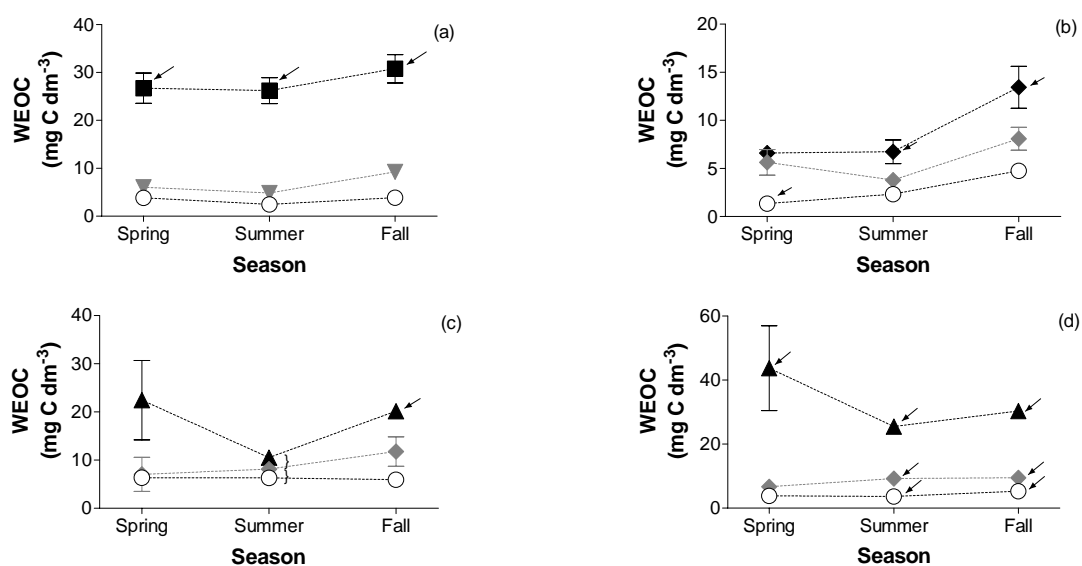 (a)
WEOC
(mg C dm-3)
40
30
20
10
0
Spring Summer Fall
Season
(b)
WEOC
(mg C dm-3)
20
15
10
5
0
Spring Summer Fall
Season
(c)
WEOC
(mg C dm-3)
40
30
20
10
0
Spring Summer Fall
Season
(d)
WEOC
(mg C dm-3)
60
40
20
0
Spring Summer Fall
Season